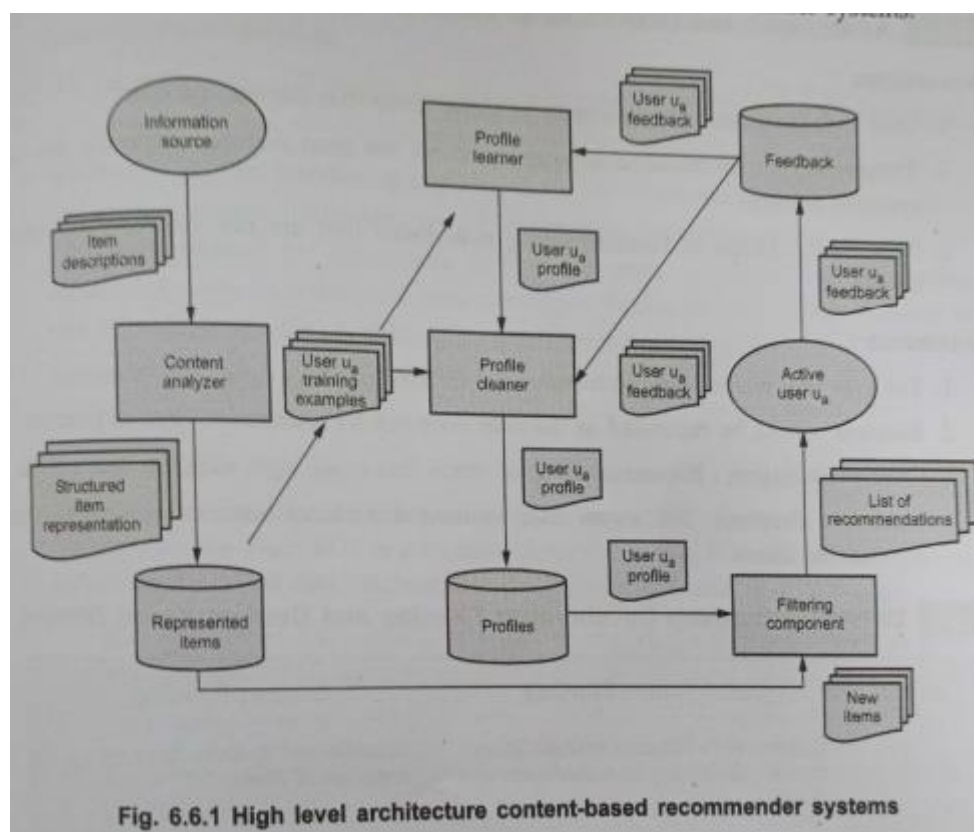 systems.
Information
source
Item
descriptions
Content
analyzer
Structured
item
representation
Represented
items
User ua
training
examples
Profile
learner
User ua
profile
Profile
cleaner
User ua
profile
Profiles
User ua
feedback
Feedback
User ua
feedback
User ua
feedback
Active
user ua
List of
recommendations
User ua
profile
Filtering
component
New
items
Fig. 6.6.1 High level architecture content-based recommender systems